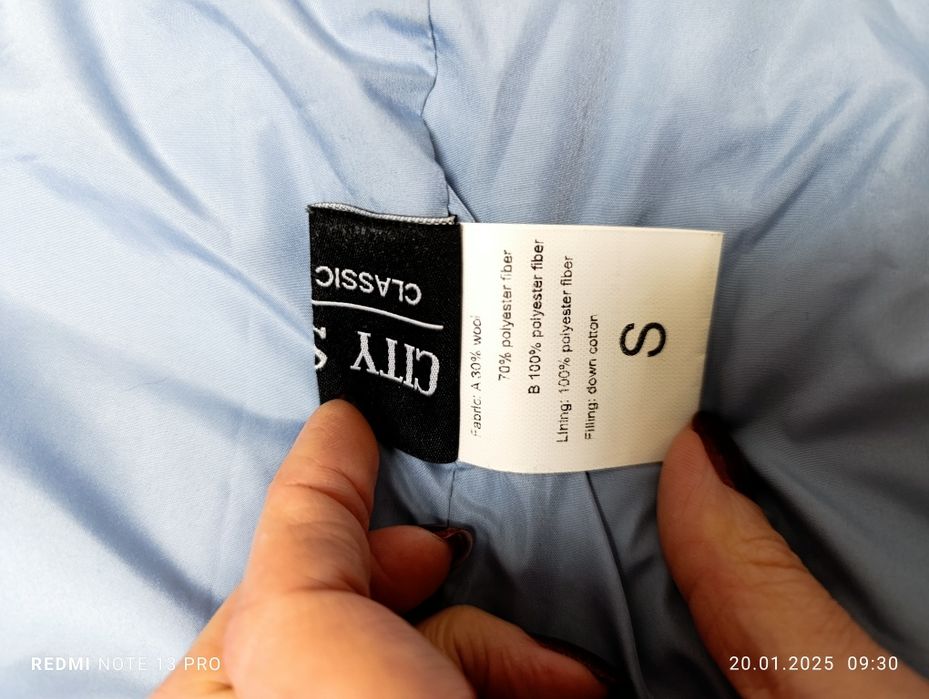 CITY S
CLASSIC
Fabric: A 30% wool
70% polyester fiber
B 100% polyester fiber
Lining: 100% polyester fiber
Filling: down cotton
S
REDMI NOTE 13 PRO
20.01.2025 09:30